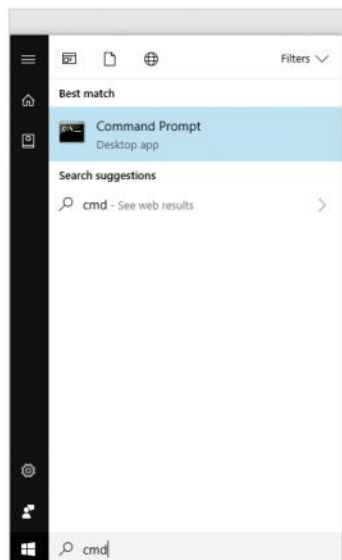 Filters
Best match
Command Prompt
Desktop app
Search suggestions
cmd - See web results
cmd